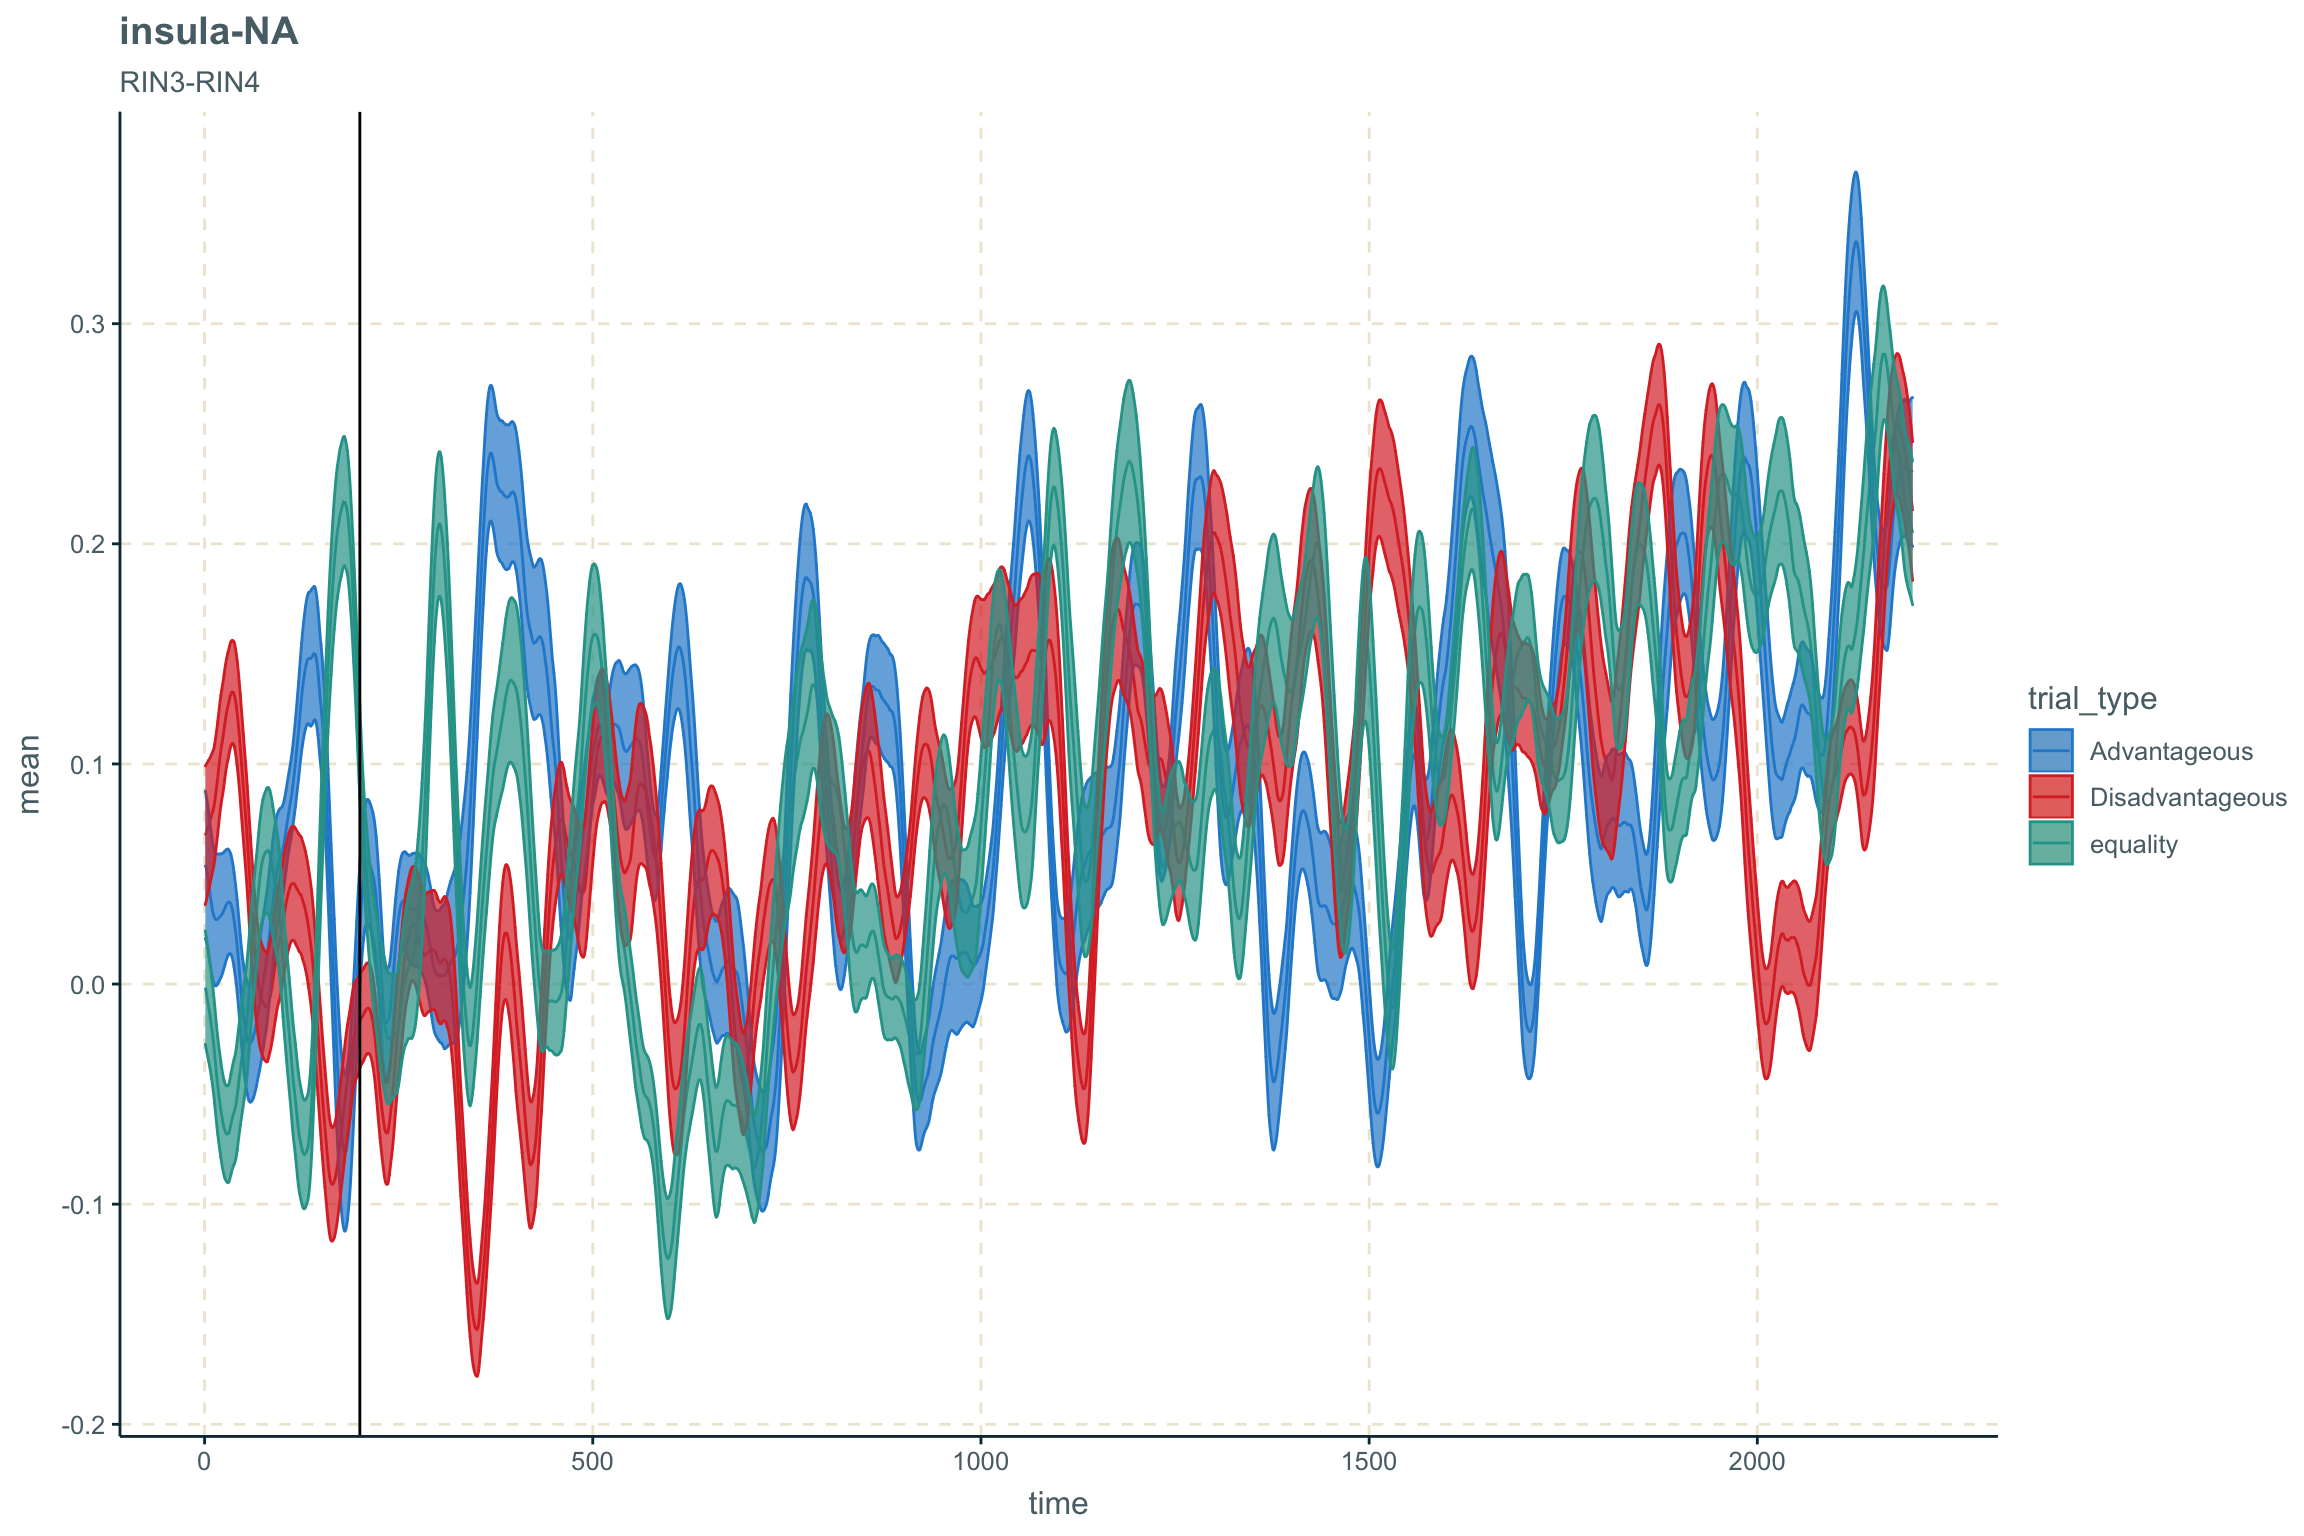 insula-NA
RIN3-RIN4
mean
0.3
0.2
0.1
0.0
-0.1
-0.2
0
500
1000
1500
2000
time
trial_type
Advantageous
Disadvantageous
equality